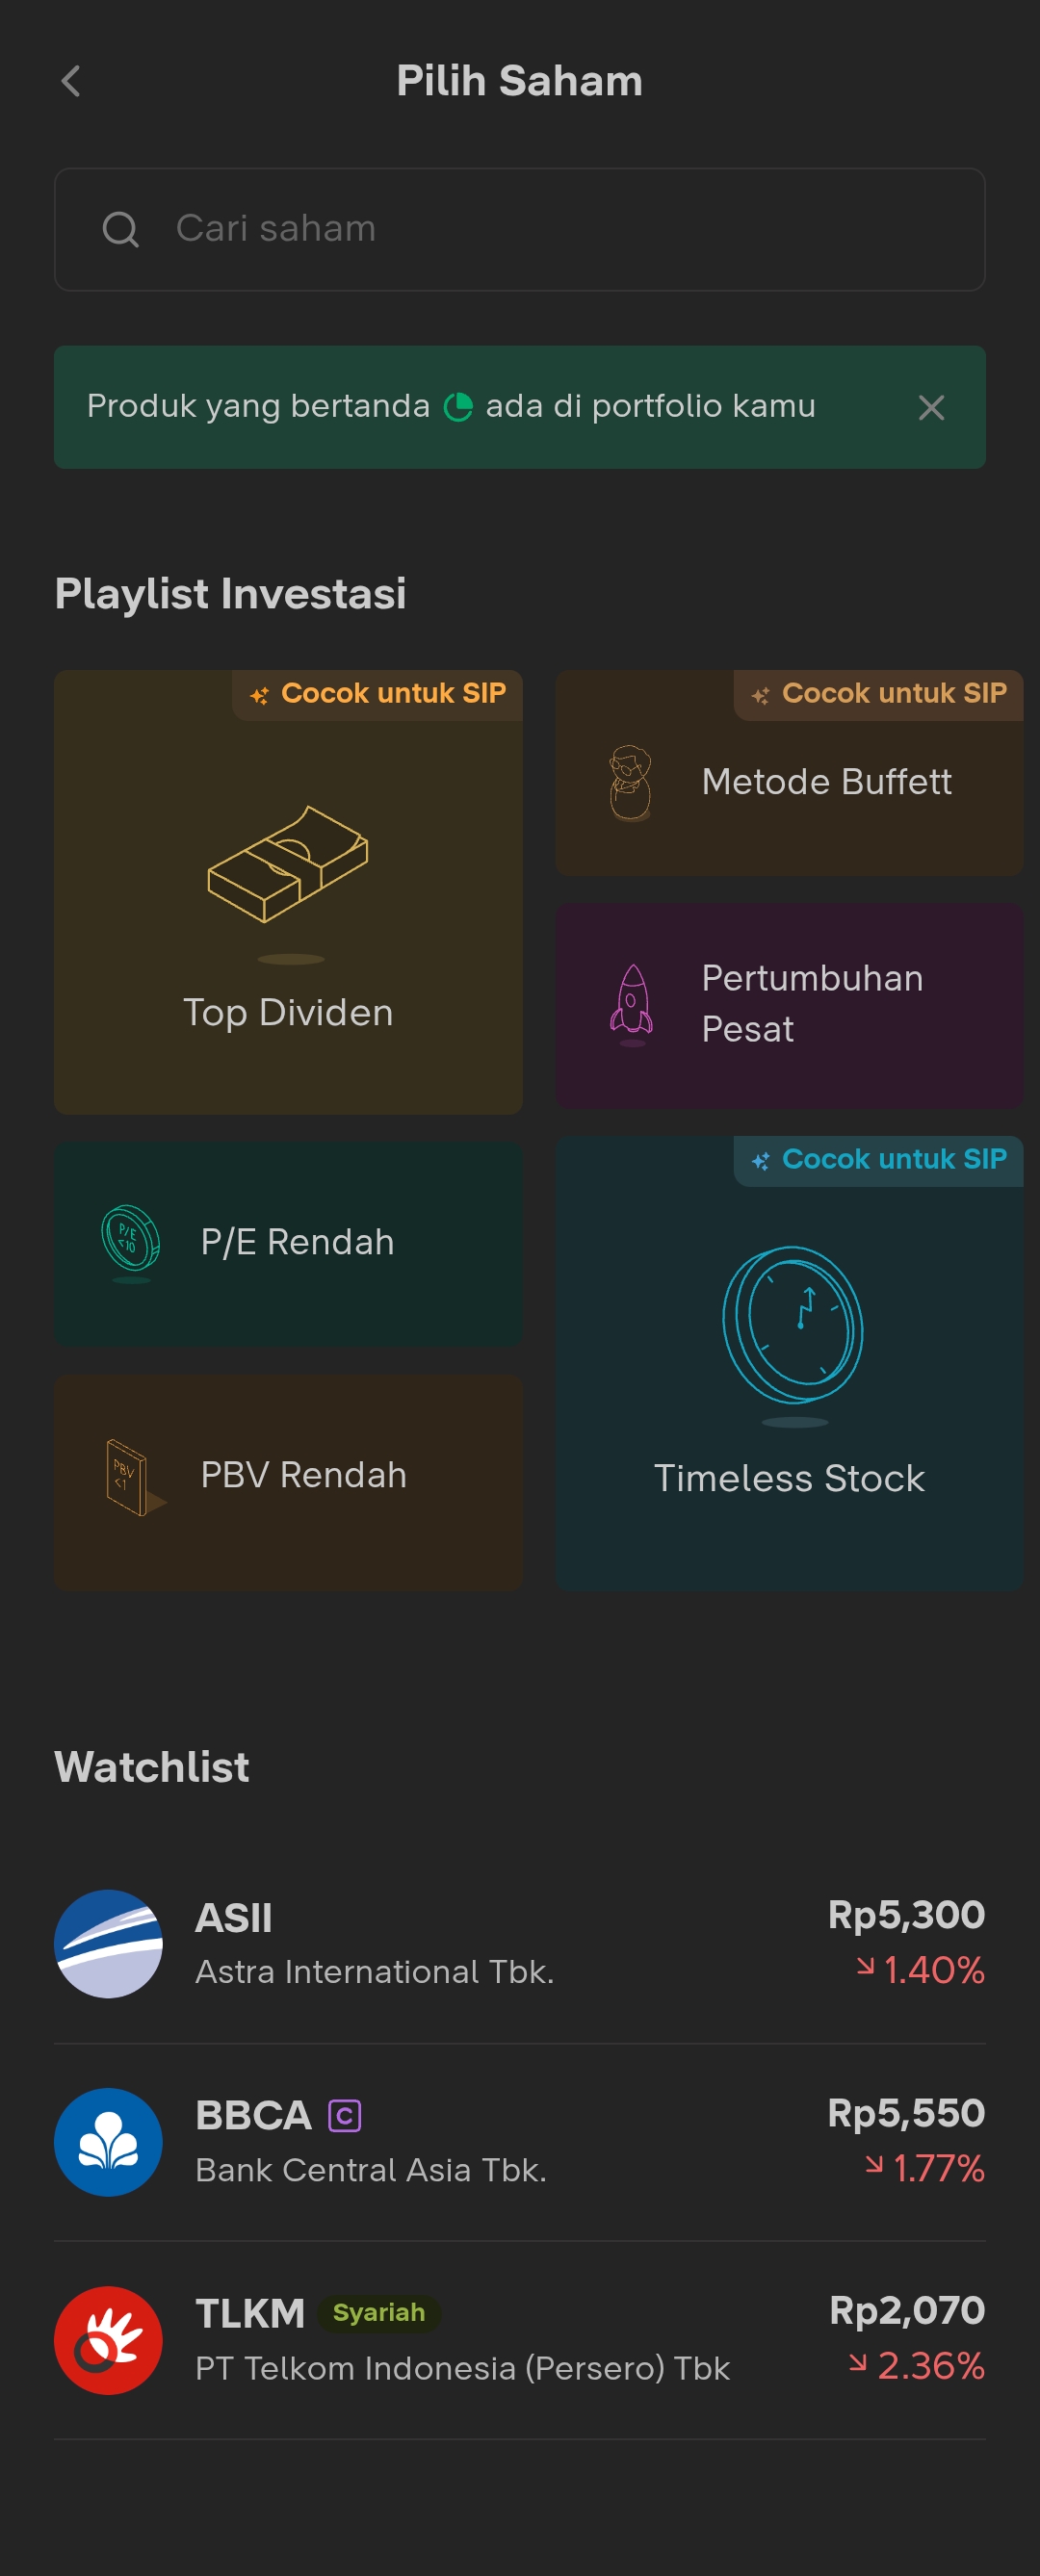 Pilih Saham
Cari saham
Produk yang bertanda ada di portfolio kamu
Playlist Investasi
Cocok untuk SIP
Top Dividen
Cocok untuk SIP
Metode Buffett
Pertumbuhan
Pesat
P/E
<10
P/E Rendah
Cocok untuk SIP
Timeless Stock
PBV
<1
PBV Rendah
Watchlist
ASII
Rp5,300
Astra International Tbk.
1.40%
BBCA C
Rp5,550
Bank Central Asia Tbk.
1.77%
TLKM Syariah
Rp2,070
PT Telkom Indonesia (Persero) Tbk
2.36%